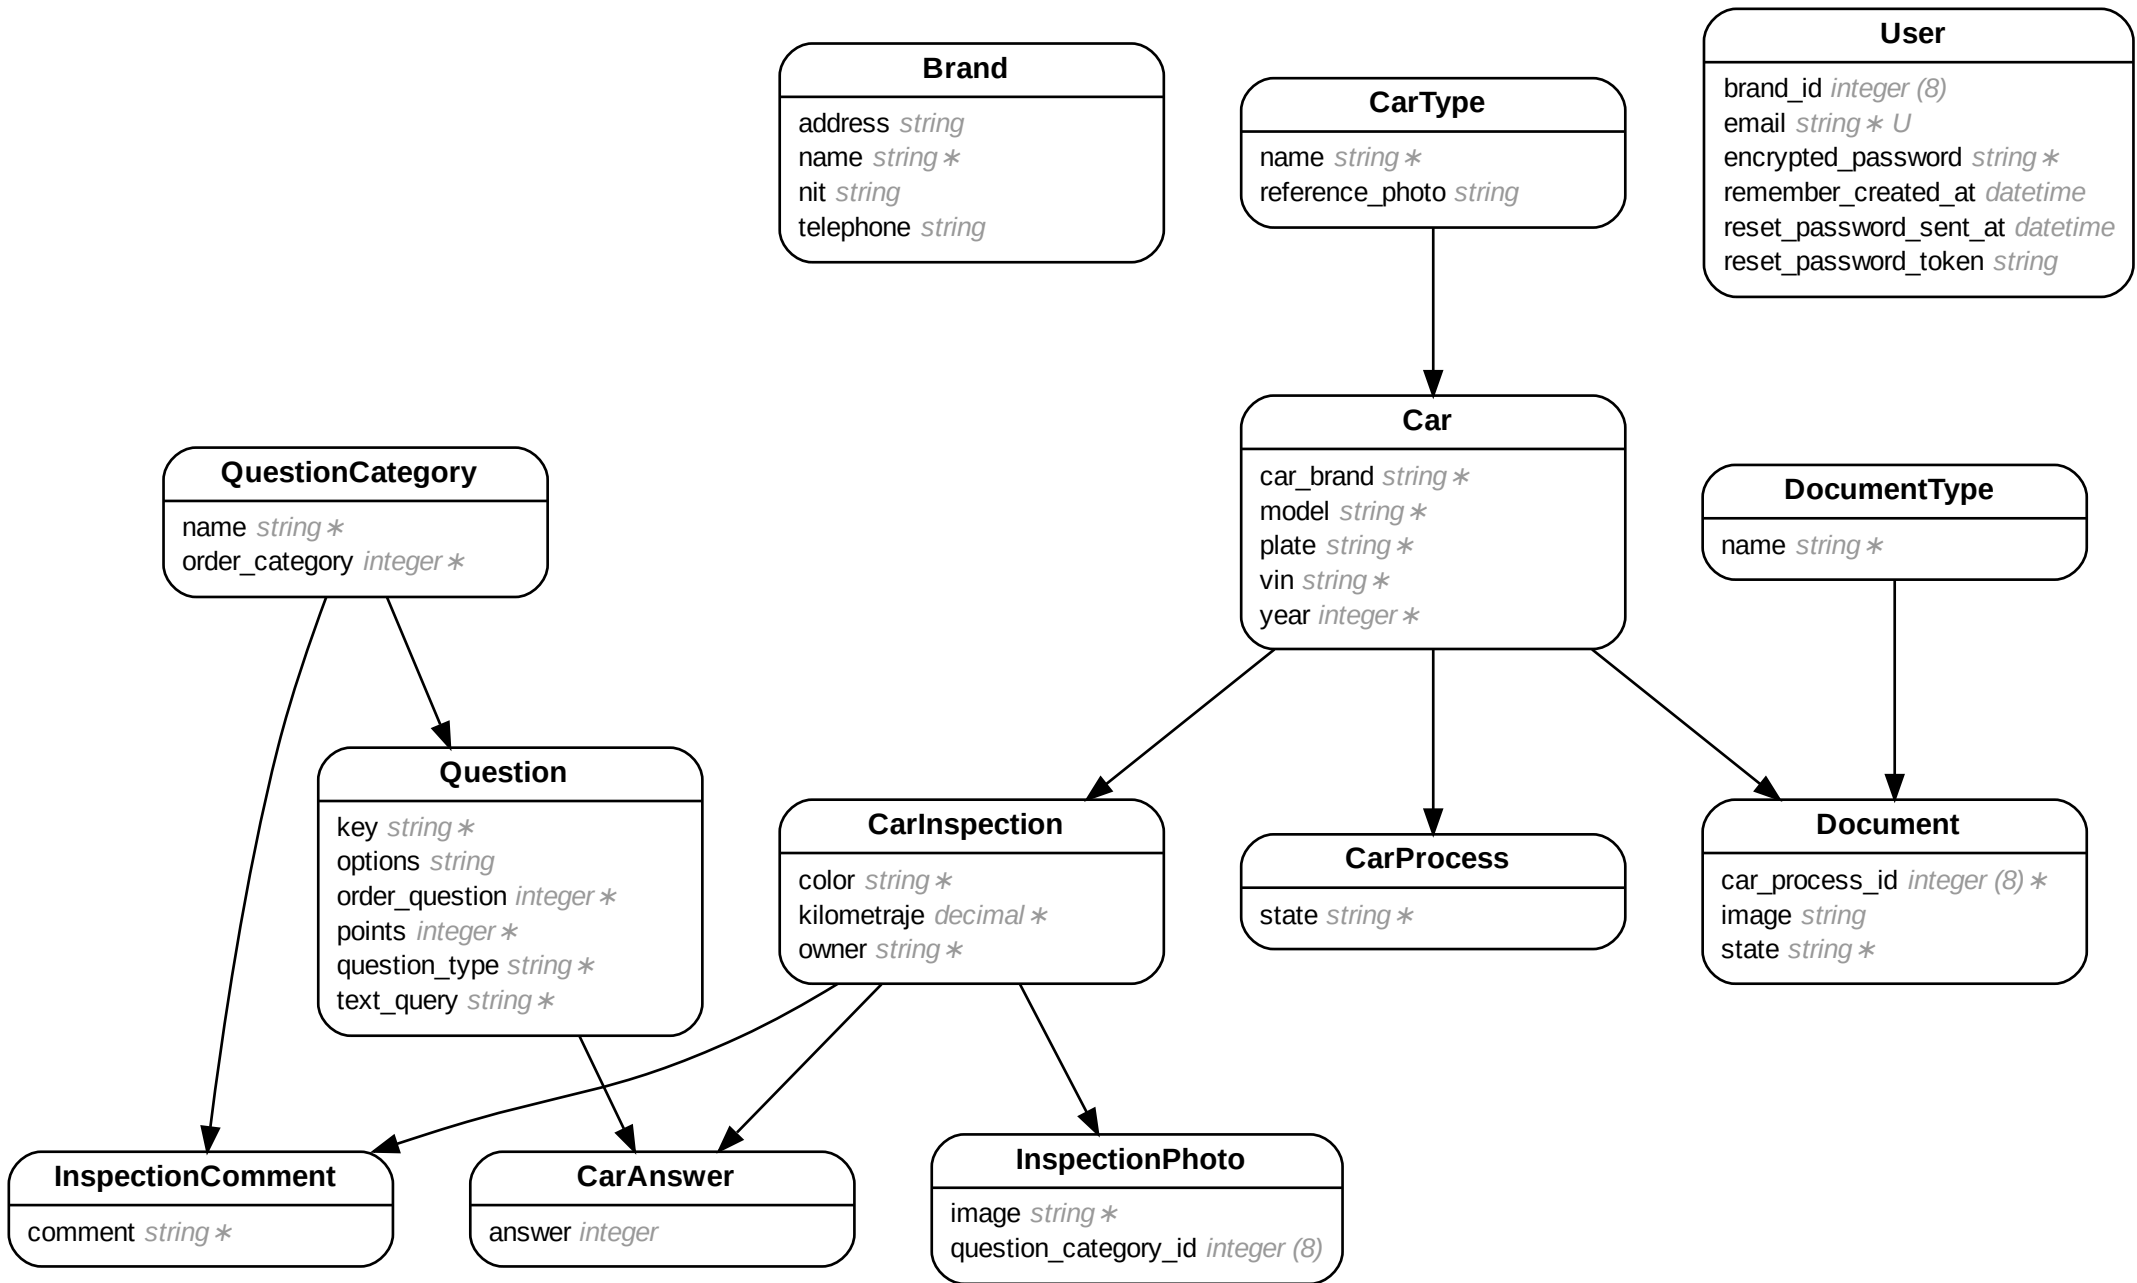 Brand
address string
name string ∗
nit string
telephone string
CarType
name string ∗
reference_photo string
User
brand_id integer (8)
email string ∗ U
encrypted_password string ∗
remember_created_at datetime
reset_password_sent_at datetime
reset_password_token string
QuestionCategory
name string ∗
order_category integer ∗
Car
car_brand string ∗
model string ∗
plate string ∗
vin string ∗
year integer ∗
DocumentType
name string ∗
Question
key string ∗
options string
order_question integer ∗
points integer ∗
question_type string ∗
text_query string ∗
CarInspection
color string ∗
kilometraje decimal ∗
owner string ∗
CarProcess
state string ∗
Document
car_process_id integer (8) ∗
image string
state string ∗
InspectionComment
comment string ∗
CarAnswer
answer integer
InspectionPhoto
image string ∗
question_category_id integer (8)